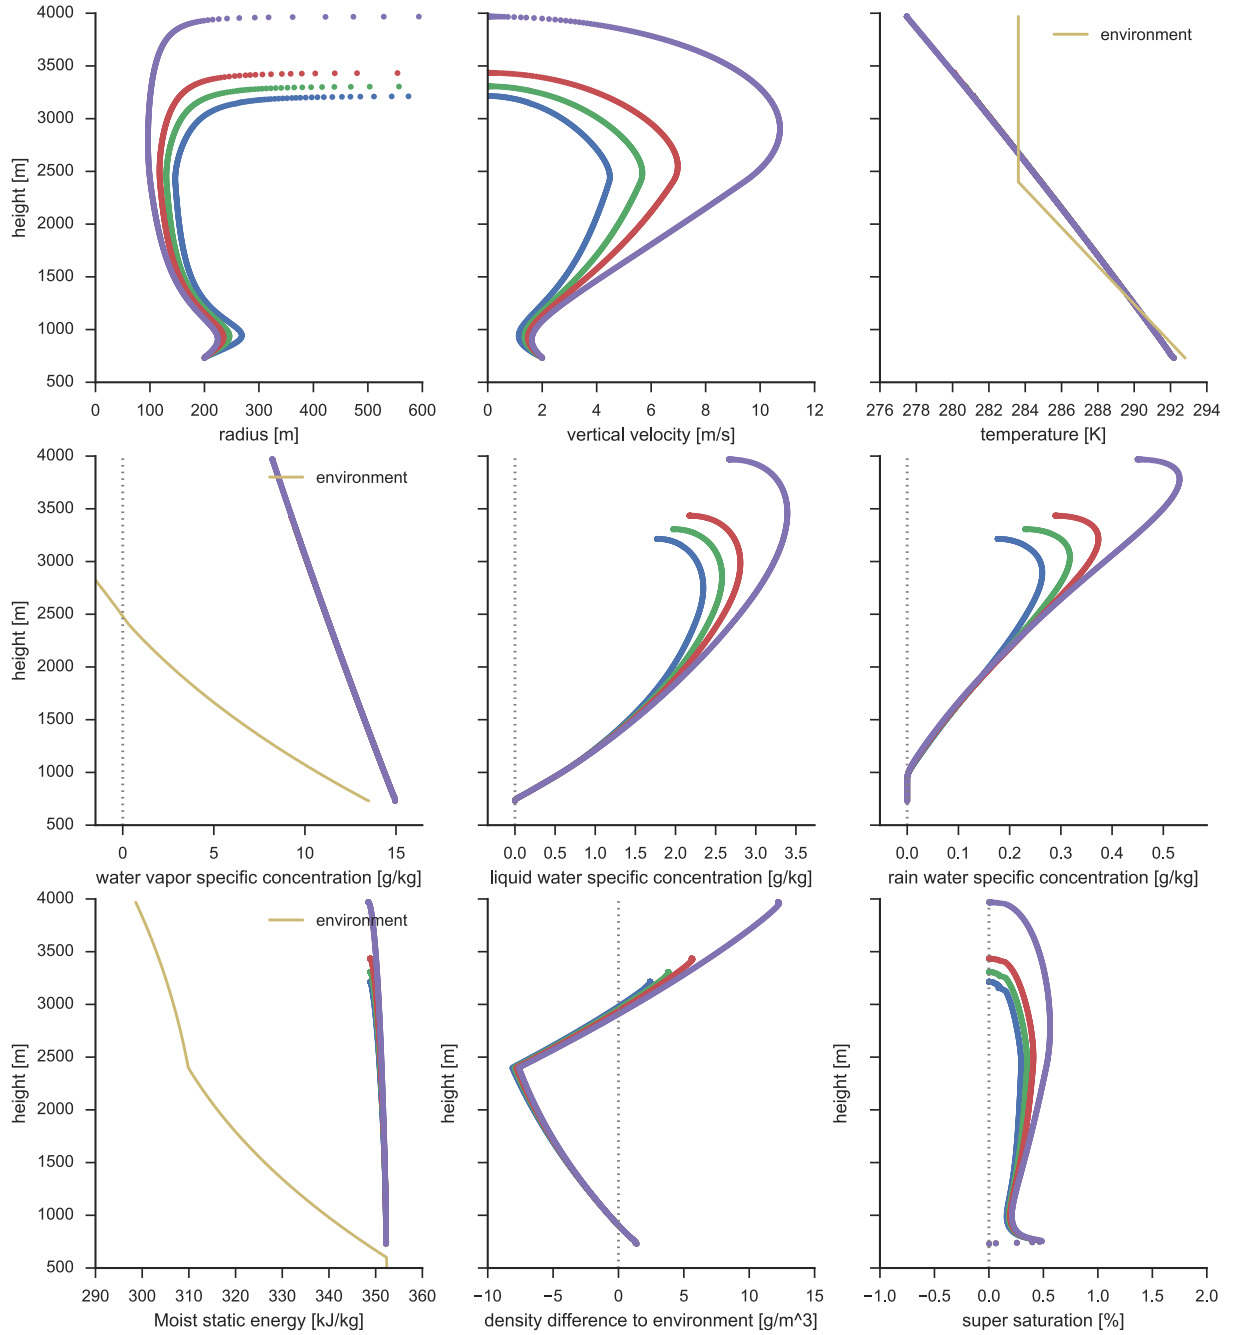 4000
3500
3000
2500
2000
1500
1000
500
height [m]
0 100 200 300 400 500 600
radius [m]
0 2 4 6 8 10 12
vertical velocity [m/s]
environment
276 278 280 282 284 286 288 290 292 294
temperature [K]
4000
3500
3000
2500
2000
1500
1000
500
height [m]
environment
0 5 10 15
water vapor specific concentration [g/kg]
0.0 0.5 1.0 1.5 2.0 2.5 3.0 3.5
liquid water specific concentration [g/kg]
0.0 0.1 0.2 0.3 0.4 0.5
rain water specific concentration [g/kg]
4000
3500
3000
2500
2000
1500
1000
500
height [m]
environment
290 300 310 320 330 340 350 360
Moist static energy [kJ/kg]
height [m]
−10 −5 0 5 10 15
density difference to environment [g/m^3]
height [m]
−1.0 −0.5 0.0 0.5 1.0 1.5 2.0
super saturation [%]